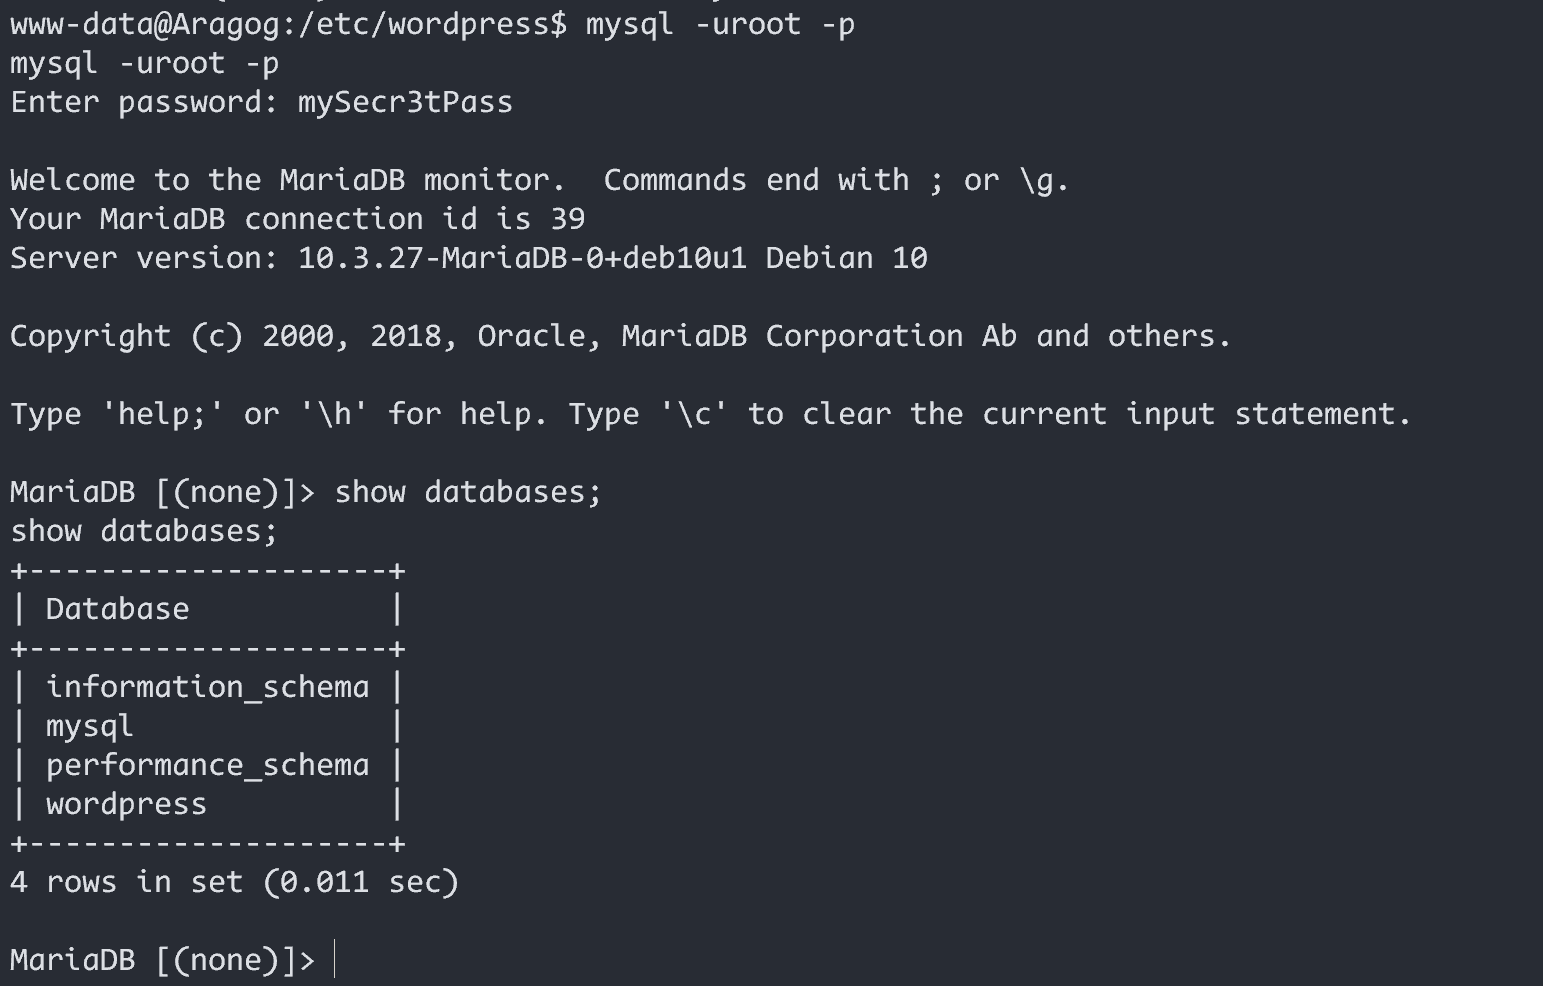 www-data@Aragog:/etc/wordpress$ mysql -uroot -p
mysql -uroot -p
Enter password: mySecr3tPass
Welcome to the MariaDB monitor.  Commands end with ; or \g.
Your MariaDB connection id is 39
Server version: 10.3.27-MariaDB-0+deb10u1 Debian 10
Copyright (c) 2000, 2018, Oracle, MariaDB Corporation Ab and others.
Type 'help;' or '\h' for help. Type '\c' to clear the current input statement.
MariaDB [(none)]> show databases;
show databases;
+--------------------+
| Database           |
+--------------------+
| information_schema |
| mysql              |
| performance_schema |
| wordpress          |
+--------------------+
4 rows in set (0.011 sec)
MariaDB [(none)]>